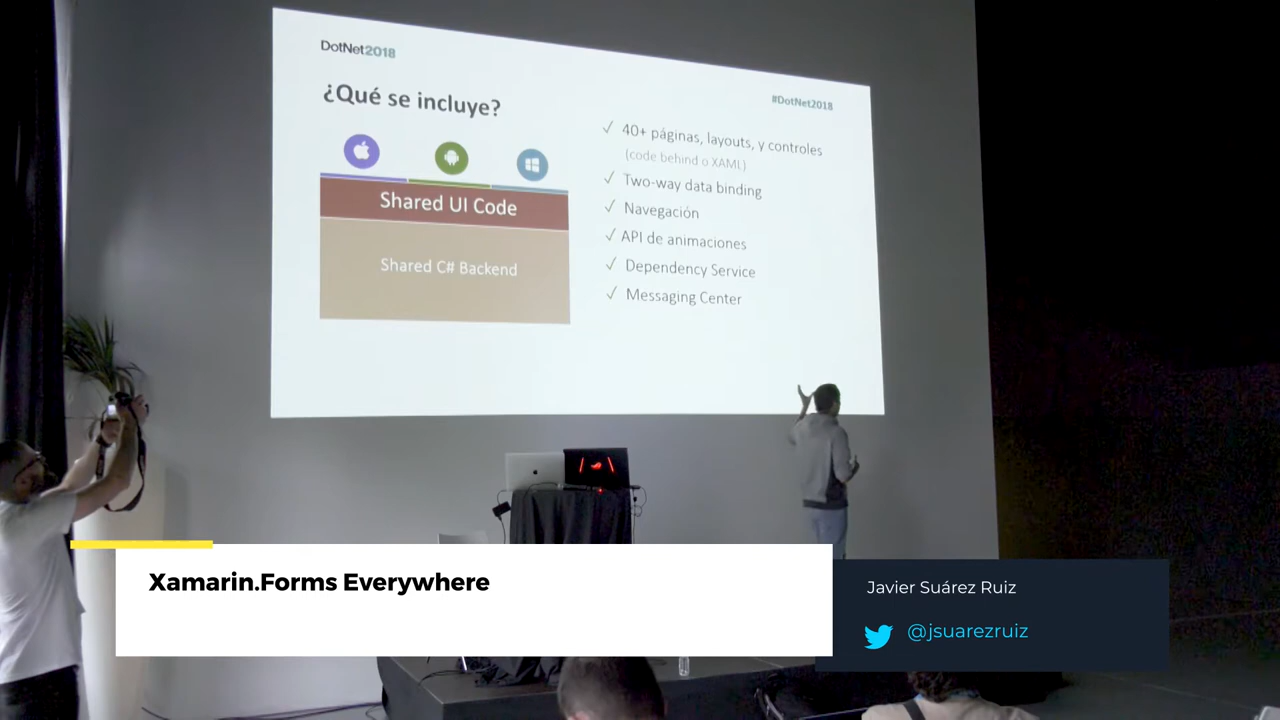 DotNet2018
#DotNet2018
¿Qué se incluye?
Shared UI Code
Shared C# Backend
✓ 40+ páginas, layouts, y controles
(code behind o XAML)
✓ Two-way data binding
✓ Navegación
✓ API de animaciones
✓ Dependency Service
✓ Messaging Center
Xamarin.Forms Everywhere
Javier Suárez Ruiz
@jsuarezruiz